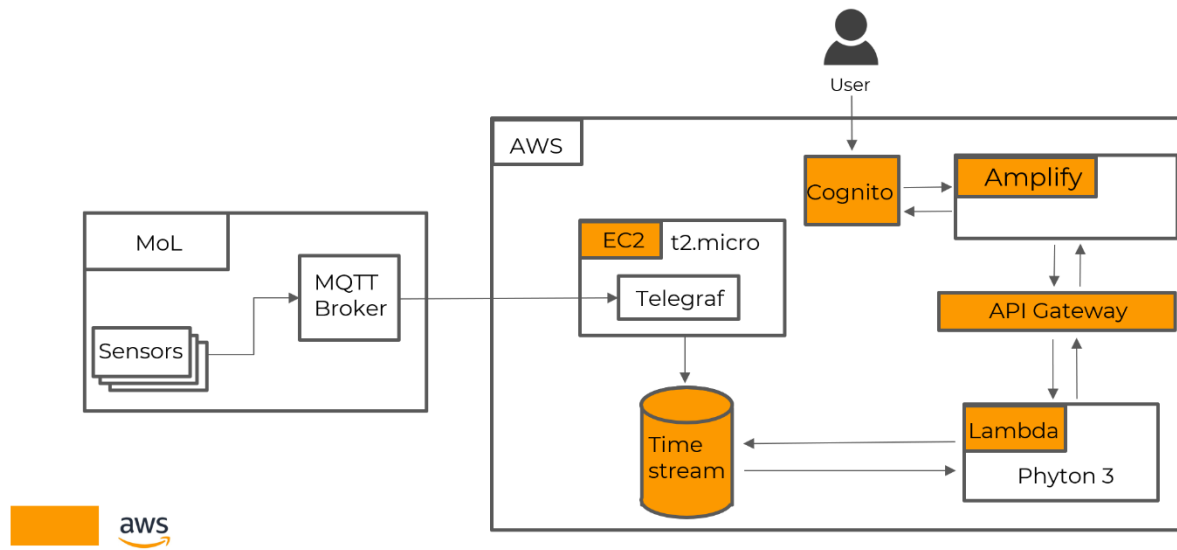 User
AWS
Cognito
Amplify
MoL
EC2
t2.micro
MQTT
Broker
Telegraf
API Gateway
Sensors
Time
stream
Lambda
Phyton 3
aws